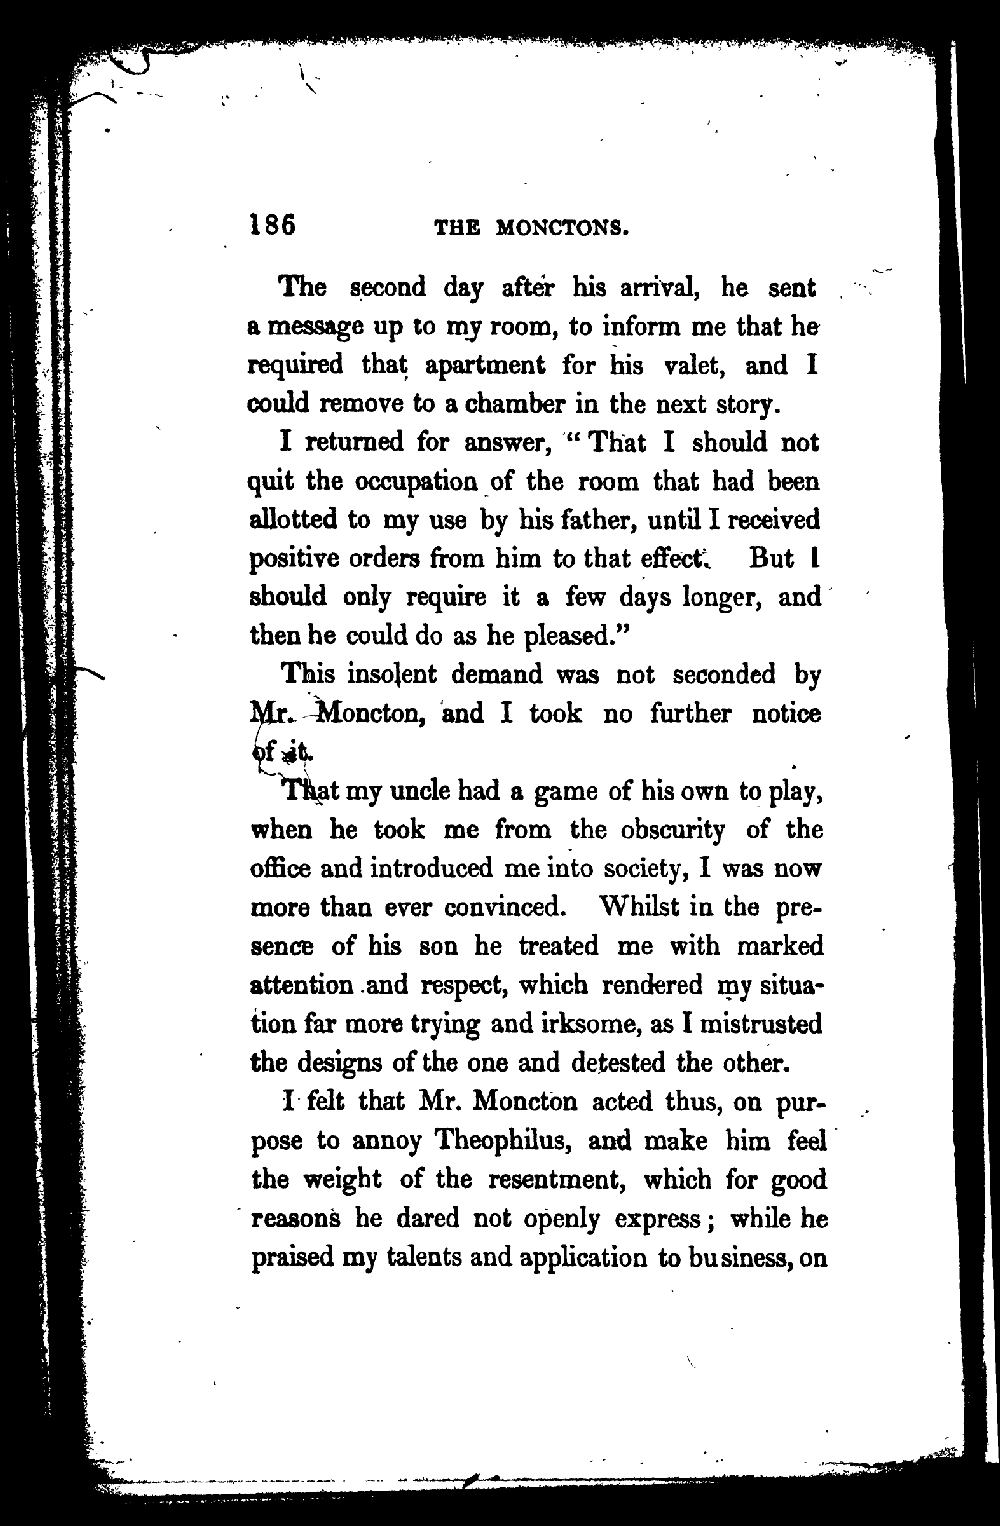 186 THE MONCTONS.
The second day after his arrival, he sent
a message up to my room, to inform me that he
required that apartment for his valet, and I
could remove to a chamber in the next story.
I returned for answer, “ That I should not
quit the occupation of the room that had been
allotted to my use by his father, until I received
positive orders from him to that effect. But I
should only require it a few days longer, and
then he could do as he pleased.”
This insolent demand was not seconded by
Mr. Moncton, and I took no further notice
of it.
That my uncle had a game of his own to play,
when he took me from the obscurity of the
office and introduced me into society, I was now
more than ever convinced. Whilst in the pre-
sence of his son he treated me with marked
attention and respect, which rendered my situa-
tion far more trying and irksome, as I mistrusted
the designs of the one and detested the other.
I felt that Mr. Moncton acted thus, on pur-
pose to annoy Theophilus, and make him feel
the weight of the resentment, which for good
reasons he dared not openly express ; while he
praised my talents and application to business, on